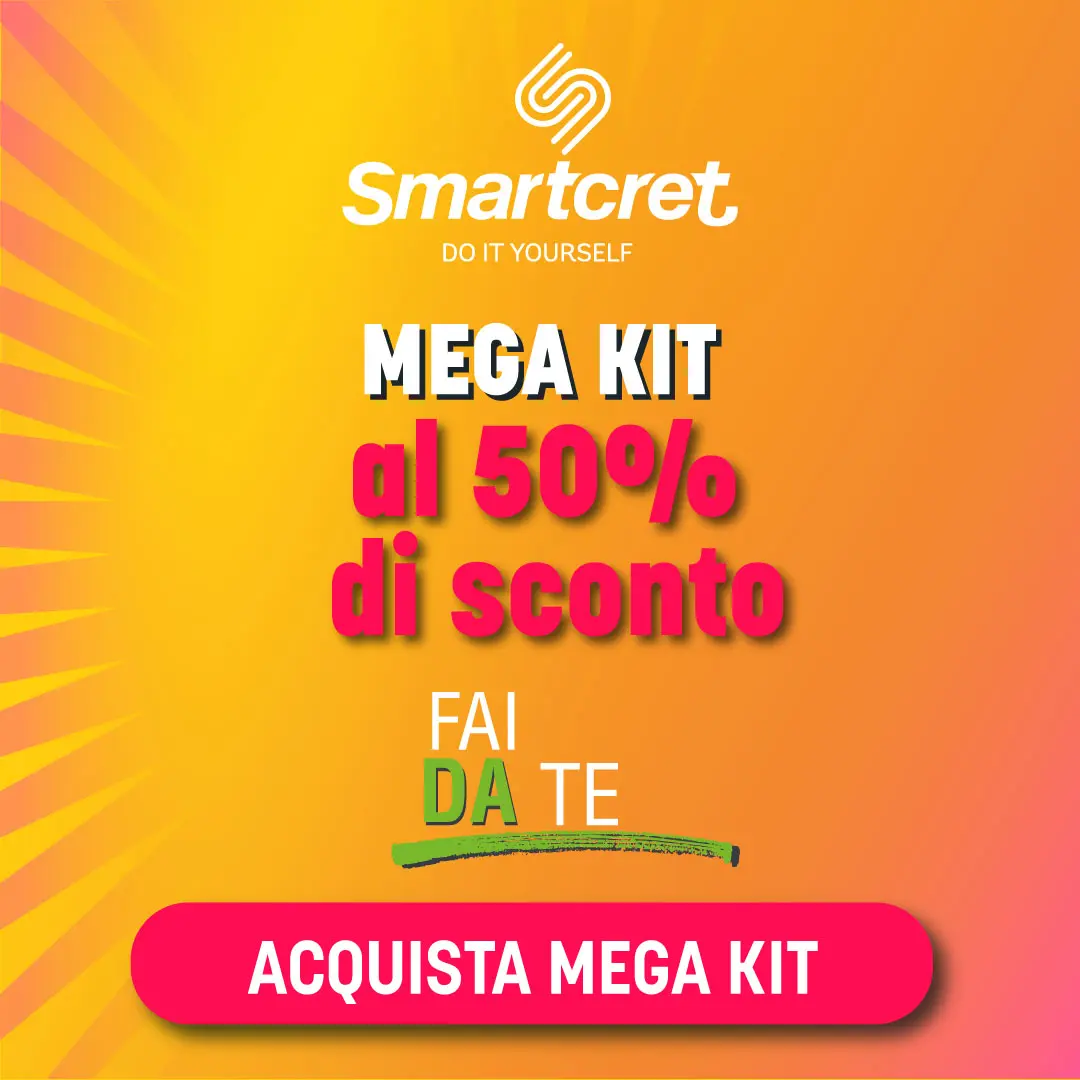 Smartcret
DO IT YOURSELF
MEGA KIT
al 50%
di sconto
FAI
DA TE
ACQUISTA MEGA KIT